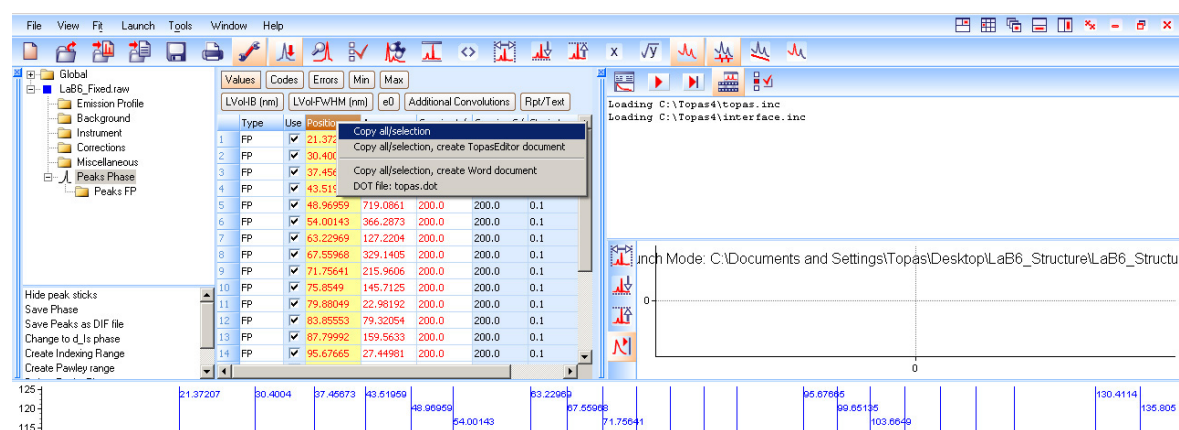 File View Fit Launch Tools Window Help
Global
LaB6_Fixed.raw
Emission Profile
Background
Instrument
Corrections
Miscellaneous
Peaks Phase
Peaks FP
Hide peak sticks
Save Phase
Save Peaks as DIF file
Change to d_Is phase
Create Indexing Range
Create Pawley range
Values Codes Errors Min Max
LVol-IB (nm) LVol-FWHM (nm) e0 Additional Convolutions Rpt/Text
Type Use Position
1 FP 21.372
2 FP 30.400
3 FP 37.456
4 FP 43.519
5 FP 48.96959 719.0861 200.0 200.0 0.1
6 FP 54.00143 366.2873 200.0 200.0 0.1
7 FP 63.22969 127.2204 200.0 200.0 0.1
8 FP 67.55968 329.1405 200.0 200.0 0.1
9 FP 71.75641 215.9606 200.0 200.0 0.1
10 FP 75.8549 145.7125 200.0 200.0 0.1
11 FP 79.88049 22.98192 200.0 200.0 0.1
12 FP 83.85553 79.32054 200.0 200.0 0.1
13 FP 87.79992 159.5633 200.0 200.0 0.1
14 FP 95.67665 27.44981 200.0 200.0 0.1
Copy all/selection
Copy all/selection, create TopasEditor document
Copy all/selection, create Word document
DOT file: topas.dot
Loading C:\Topas4\topas.inc
Loading C:\Topas4\interface.inc
unch Mode: C:\Documents and Settings\Topas\Desktop\LaB6_Structure\LaB6_Structu
0
0
125
120
115
21.37207 30.4004 37.45673 43.51959 63.22969 95.67665 130.4114
48.96959 67.55968 99.65135 135.805
54.00143 71.75641 103.6649